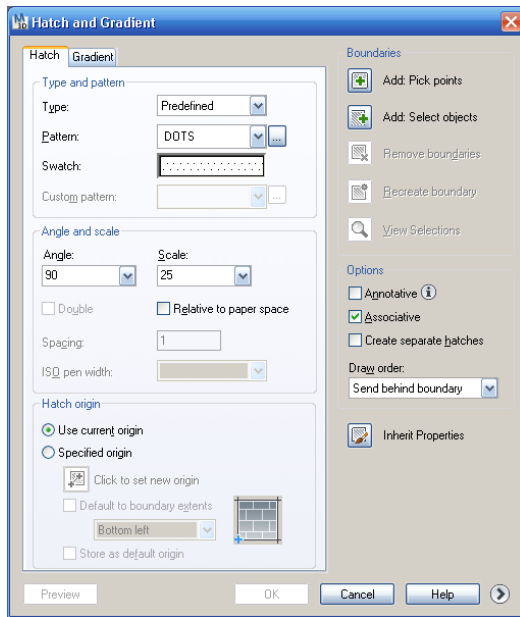 Hatch and Gradient
Hatch Gradient
Type and pattern
Type: Predefined
Pattern: DOTS ...
Swatch:
Custom pattern: ...
Angle and scale
Angle: Scale:
90 25
Double Relative to paper space
Spacing: 1
ISO pen width:
Hatch origin
Use current origin
Specified origin
Click to set new origin
Default to boundary extents
Bottom left
Store as default origin
Boundaries
Add: Pick points
Add: Select objects
Remove boundaries
Recreate boundary
View Selections
Options
Annotative
Associative
Create separate hatches
Draw order:
Send behind boundary
Inherit Properties
Preview OK Cancel Help